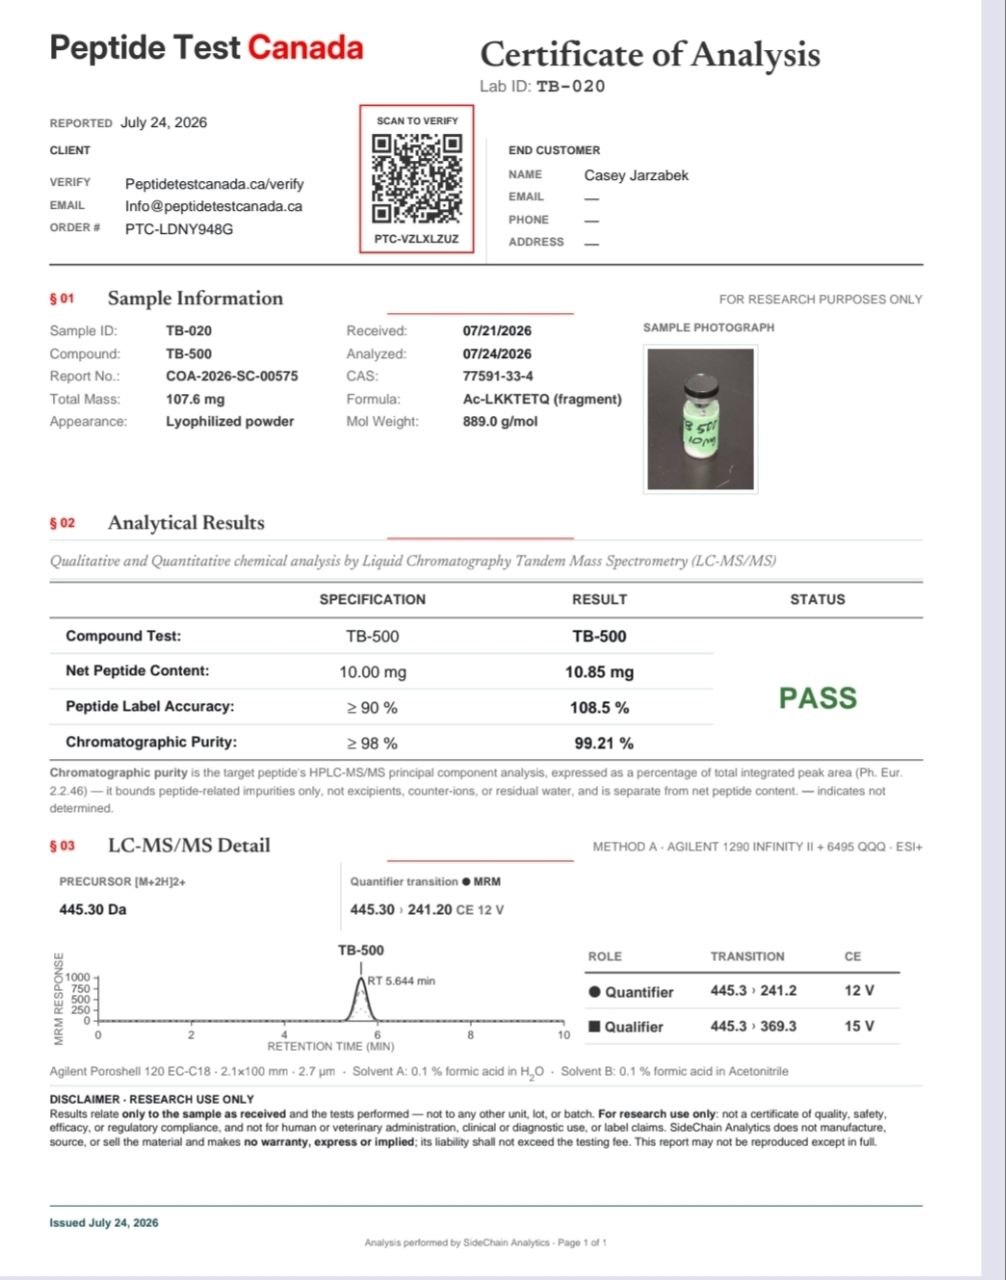 Peptide Test Canada
Certificate of Analysis
Lab ID: TB-020
REPORTED July 24, 2026
CLIENT
VERIFY Peptidetestcanada.ca/verify
EMAIL Info@peptidetestcanada.ca
ORDER # PTC-LDNY948G
SCAN TO VERIFY
PTC-VZLXLZUZ
END CUSTOMER
NAME Casey Jarzabek
EMAIL —
PHONE —
ADDRESS —
§ 01 Sample Information
FOR RESEARCH PURPOSES ONLY
Sample ID: TB-020 Received: 07/21/2026
Compound: TB-500 Analyzed: 07/24/2026
Report No.: COA-2026-SC-00575 CAS: 77591-33-4
Total Mass: 107.6 mg Formula: Ac-LKKTETQ (fragment)
Appearance: Lyophilized powder Mol Weight: 889.0 g/mol
SAMPLE PHOTOGRAPH
B 500
10mg
§ 02 Analytical Results
Qualitative and Quantitative chemical analysis by Liquid Chromatography Tandem Mass Spectrometry (LC-MS/MS)
SPECIFICATION RESULT STATUS
Compound Test: TB-500 TB-500
Net Peptide Content: 10.00 mg 10.85 mg
Peptide Label Accuracy: ≥ 90 % 108.5 %
Chromatographic Purity: ≥ 98 % 99.21 %
PASS
Chromatographic purity is the target peptide's HPLC-MS/MS principal component analysis, expressed as a percentage of total integrated peak area (Ph. Eur.
2.2.46) — it bounds peptide-related impurities only, not excipients, counter-ions, or residual water, and is separate from net peptide content. — indicates not
determined.
§ 03 LC-MS/MS Detail
METHOD A · AGILENT 1290 INFINITY II + 6495 QQQ · ESI+
PRECURSOR [M+2H]2+
445.30 Da
Quantifier transition ● MRM
445.30 › 241.20 CE 12 V
TB-500
RT 5.644 min
MRM RESPONSE
1000
750
500
250
0
0 2 4 6 8 10
RETENTION TIME (MIN)
ROLE TRANSITION CE
● Quantifier 445.3 › 241.2 12 V
■ Qualifier 445.3 › 369.3 15 V
Agilent Poroshell 120 EC-C18 · 2.1×100 mm · 2.7 µm · Solvent A: 0.1 % formic acid in H2O · Solvent B: 0.1 % formic acid in Acetonitrile
DISCLAIMER - RESEARCH USE ONLY
Results relate only to the sample as received and the tests performed — not to any other unit, lot, or batch. For research use only: not a certificate of quality, safety,
efficacy, or regulatory compliance, and not for human or veterinary administration, clinical or diagnostic use, or label claims. SideChain Analytics does not manufacture,
source, or sell the material and makes no warranty, express or implied; its liability shall not exceed the testing fee. This report may not be reproduced except in full.
Issued July 24, 2026
Analysis performed by SideChain Analytics - Page 1 of 1